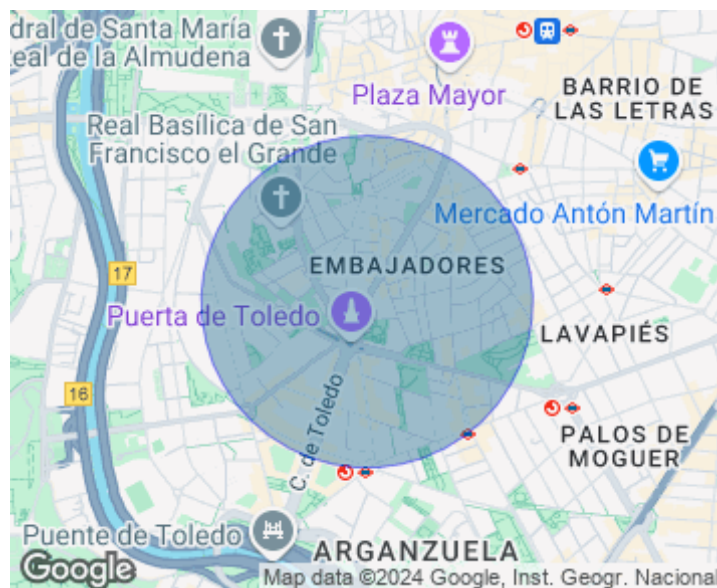 dral de Santa María
eal de la Almudena
Plaza Mayor
BARRIO DE
LAS LETRAS
Real Basílica de San
Francisco el Grande
Mercado Antón Martín
17
EMBAJADORES
Puerta de Toledo
LAVAPIÉS
16
C. de Toledo
PALOS DE
MOGUER
Puente de Toledo
ARGANZUELA
Google
Map data ©2024 Google, Inst. Geogr. Nacional